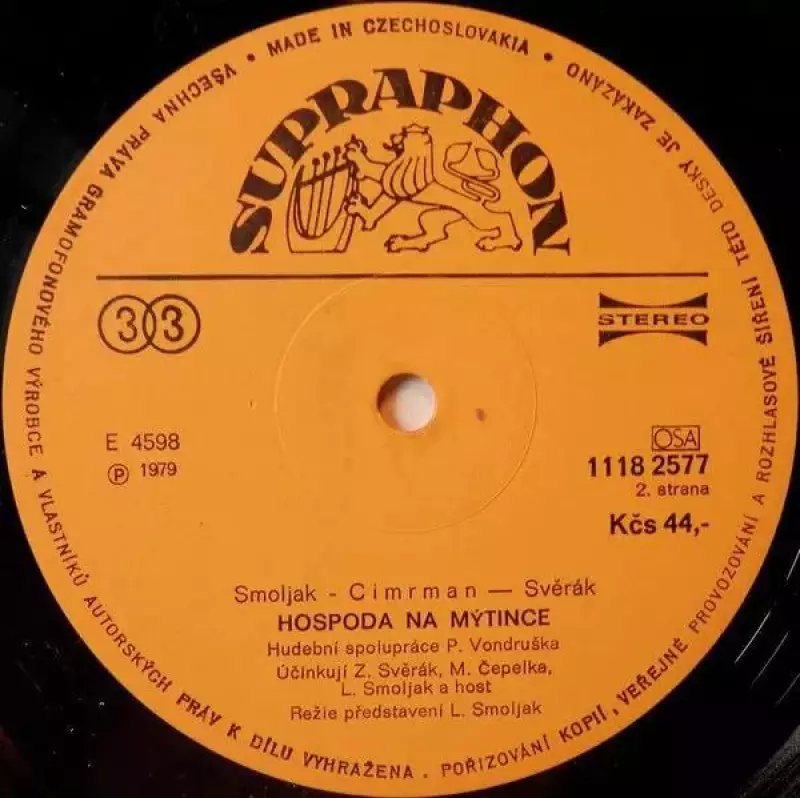 • MADE IN CZECHOSLOVAKIA •
VŠECHNA PRÁVA GRAMOFONOVÉHO VÝROBCE A VLASTNÍKŮ AUTORSKÝCH PRÁV K DÍLU VYHRAŽENA. POŘIZOVÁNÍ KOPIÍ, VEŘEJNÉ PROVOZOVÁNÍ A ROZHLASOVÉ ŠÍŘENÍ TÉTO DESKY JE ZAKÁZÁNO
SUPRAPHON
33
STEREO
E 4598
Ⓟ 1979
OSA
1118 2577
2. strana
Kčs 44,-
Smoljak - Cimrman — Svěrák
HOSPODA NA MÝTINCE
Hudební spolupráce P. Vondruška
Účinkují Z. Svěrák, M. Čepelka,
L. Smoljak a host
Režie představení L. Smoljak